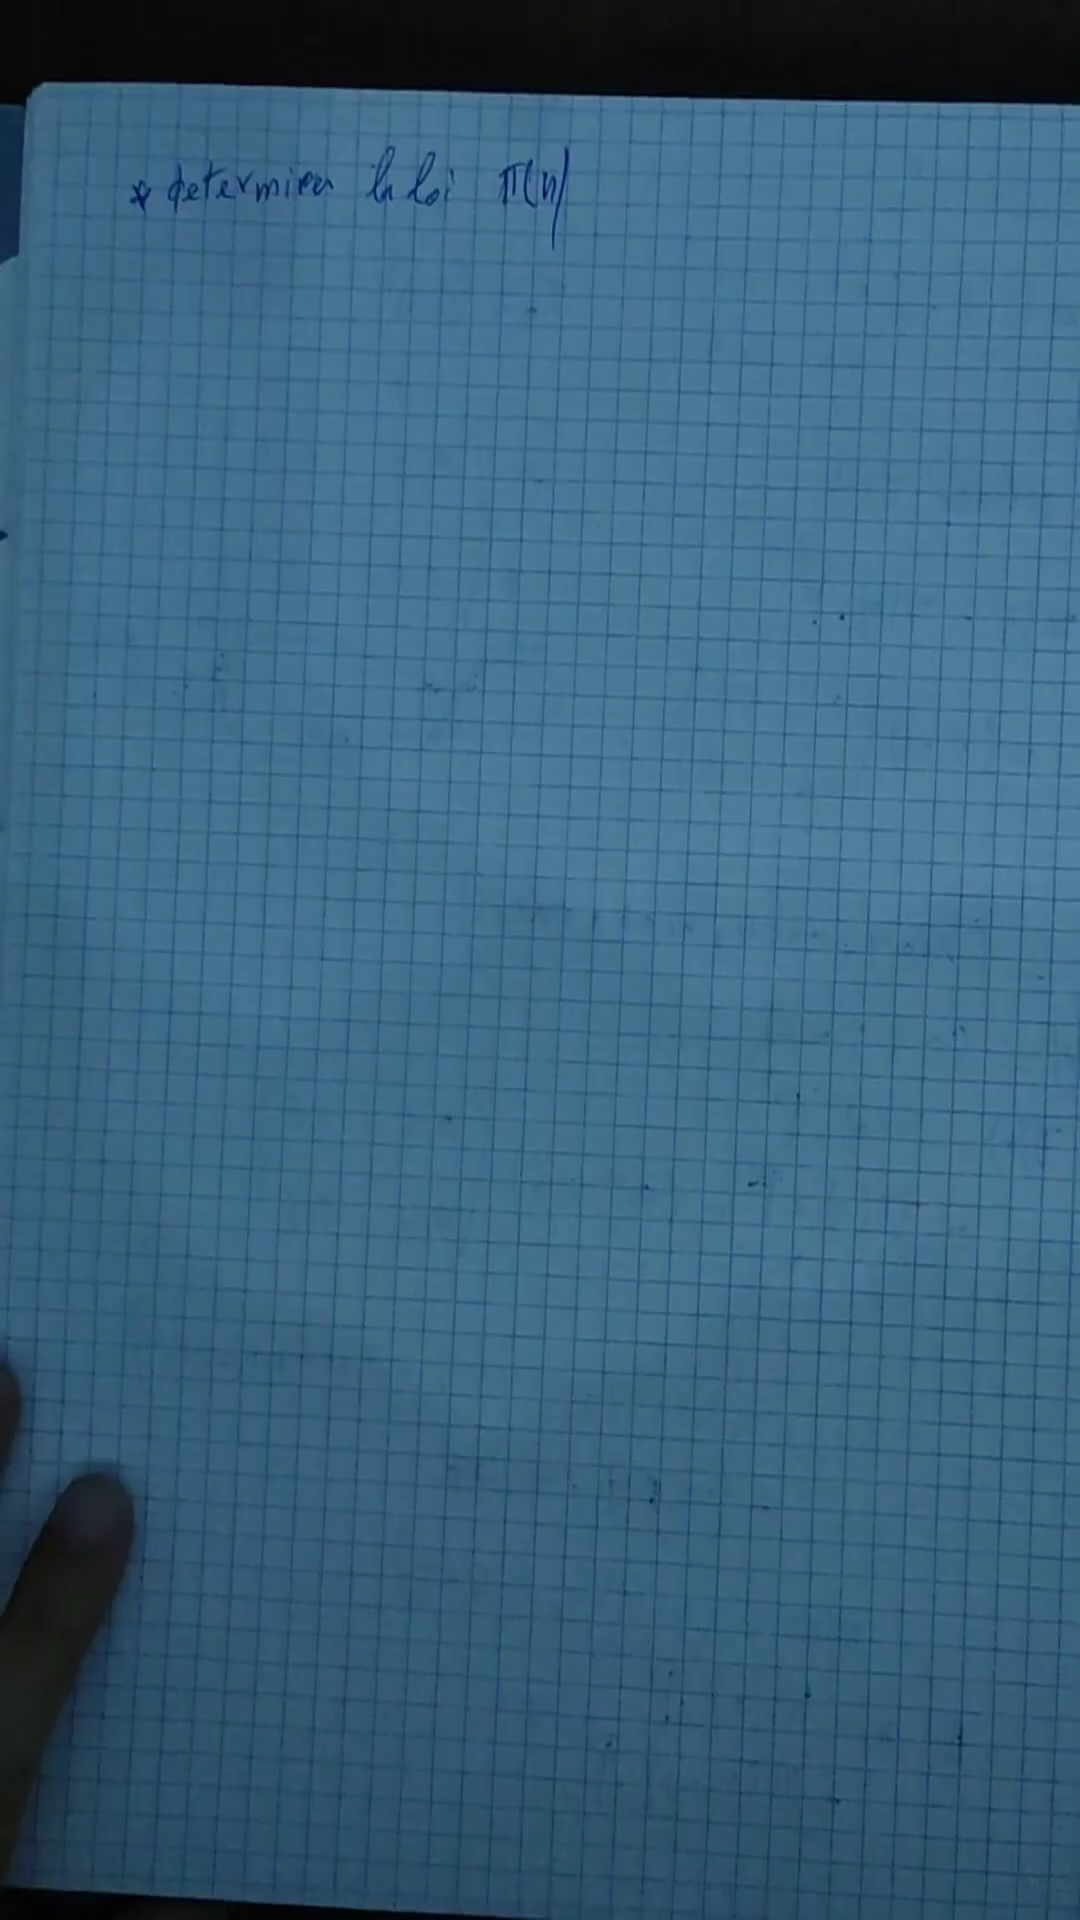 * determiner la loi π(n)